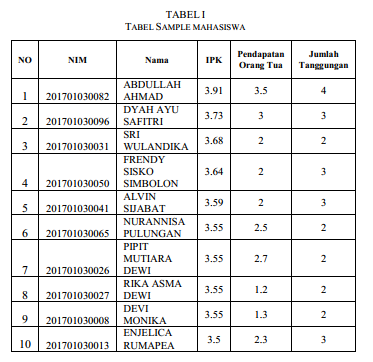 TABEL I
TABEL SAMPLE MAHASISWA
NO NIM Nama IPK Pendapatan Orang Tua Jumlah Tanggungan
1 201701030082 ABDULLAH AHMAD 3.91 3.5 4
2 201701030096 DYAH AYU SAFITRI 3.73 3 3
3 201701030031 SRI WULANDIKA 3.68 2 2
4 201701030050 FRENDY SISKO SIMBOLON 3.64 2 3
5 201701030041 ALVIN SIJABAT 3.59 2 3
6 201701030065 NURANNISA PULUNGAN 3.55 2.5 2
7 201701030026 PIPIT MUTIARA DEWI 3.55 2.7 2
8 201701030027 RIKA ASMA DEWI 3.55 1.2 2
9 201701030008 DEVI MONIKA 3.55 1.3 2
10 201701030013 ENJELICA RUMAPEA 3.5 2.3 3